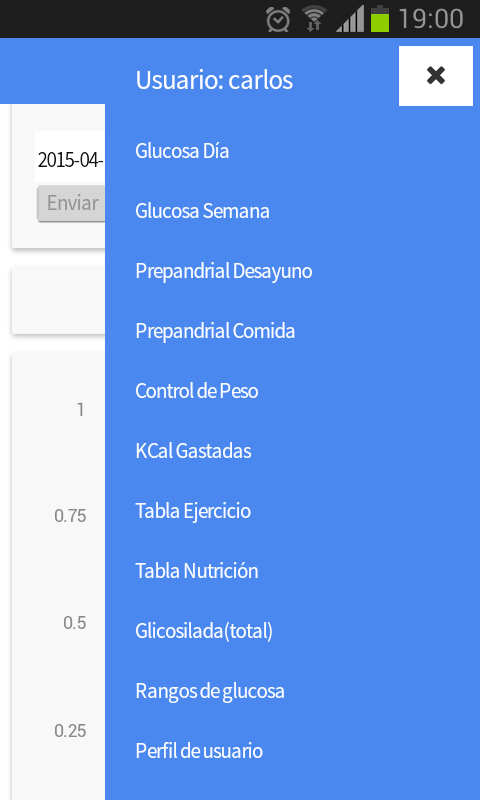 19:00
Usuario: carlos
2015-04-
Enviar
Glucosa Día
Glucosa Semana
Prepandrial Desayuno
Prepandrial Comida
Control de Peso
KCal Gastadas
Tabla Ejercicio
Tabla Nutrición
Glicosilada(total)
Rangos de glucosa
Perfil de usuario
1
0.75
0.5
0.25